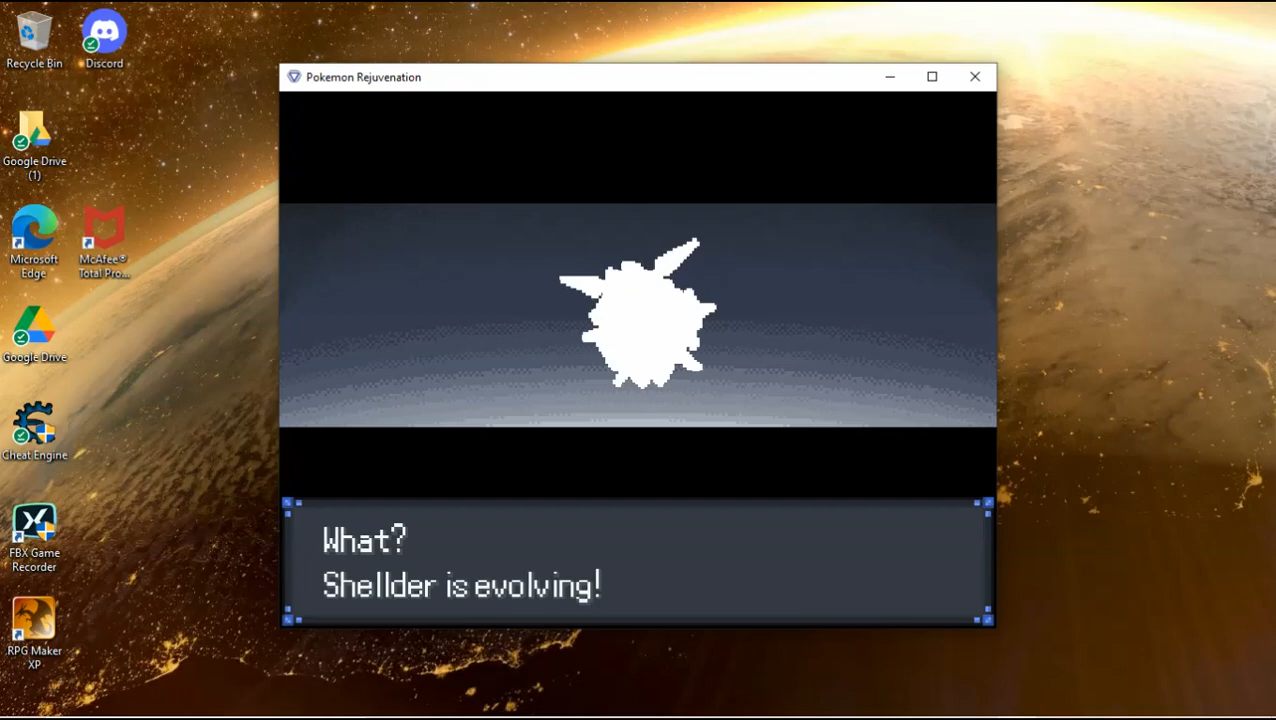 Recycle Bin
Discord
Pokemon Rejuvenation
Google Drive
(1)
Microsoft
Edge
McAfee®
Total Pro...
Google Drive
Cheat Engine
FBX Game
Recorder
RPG Maker
XP
What?
Shellder is evolving!